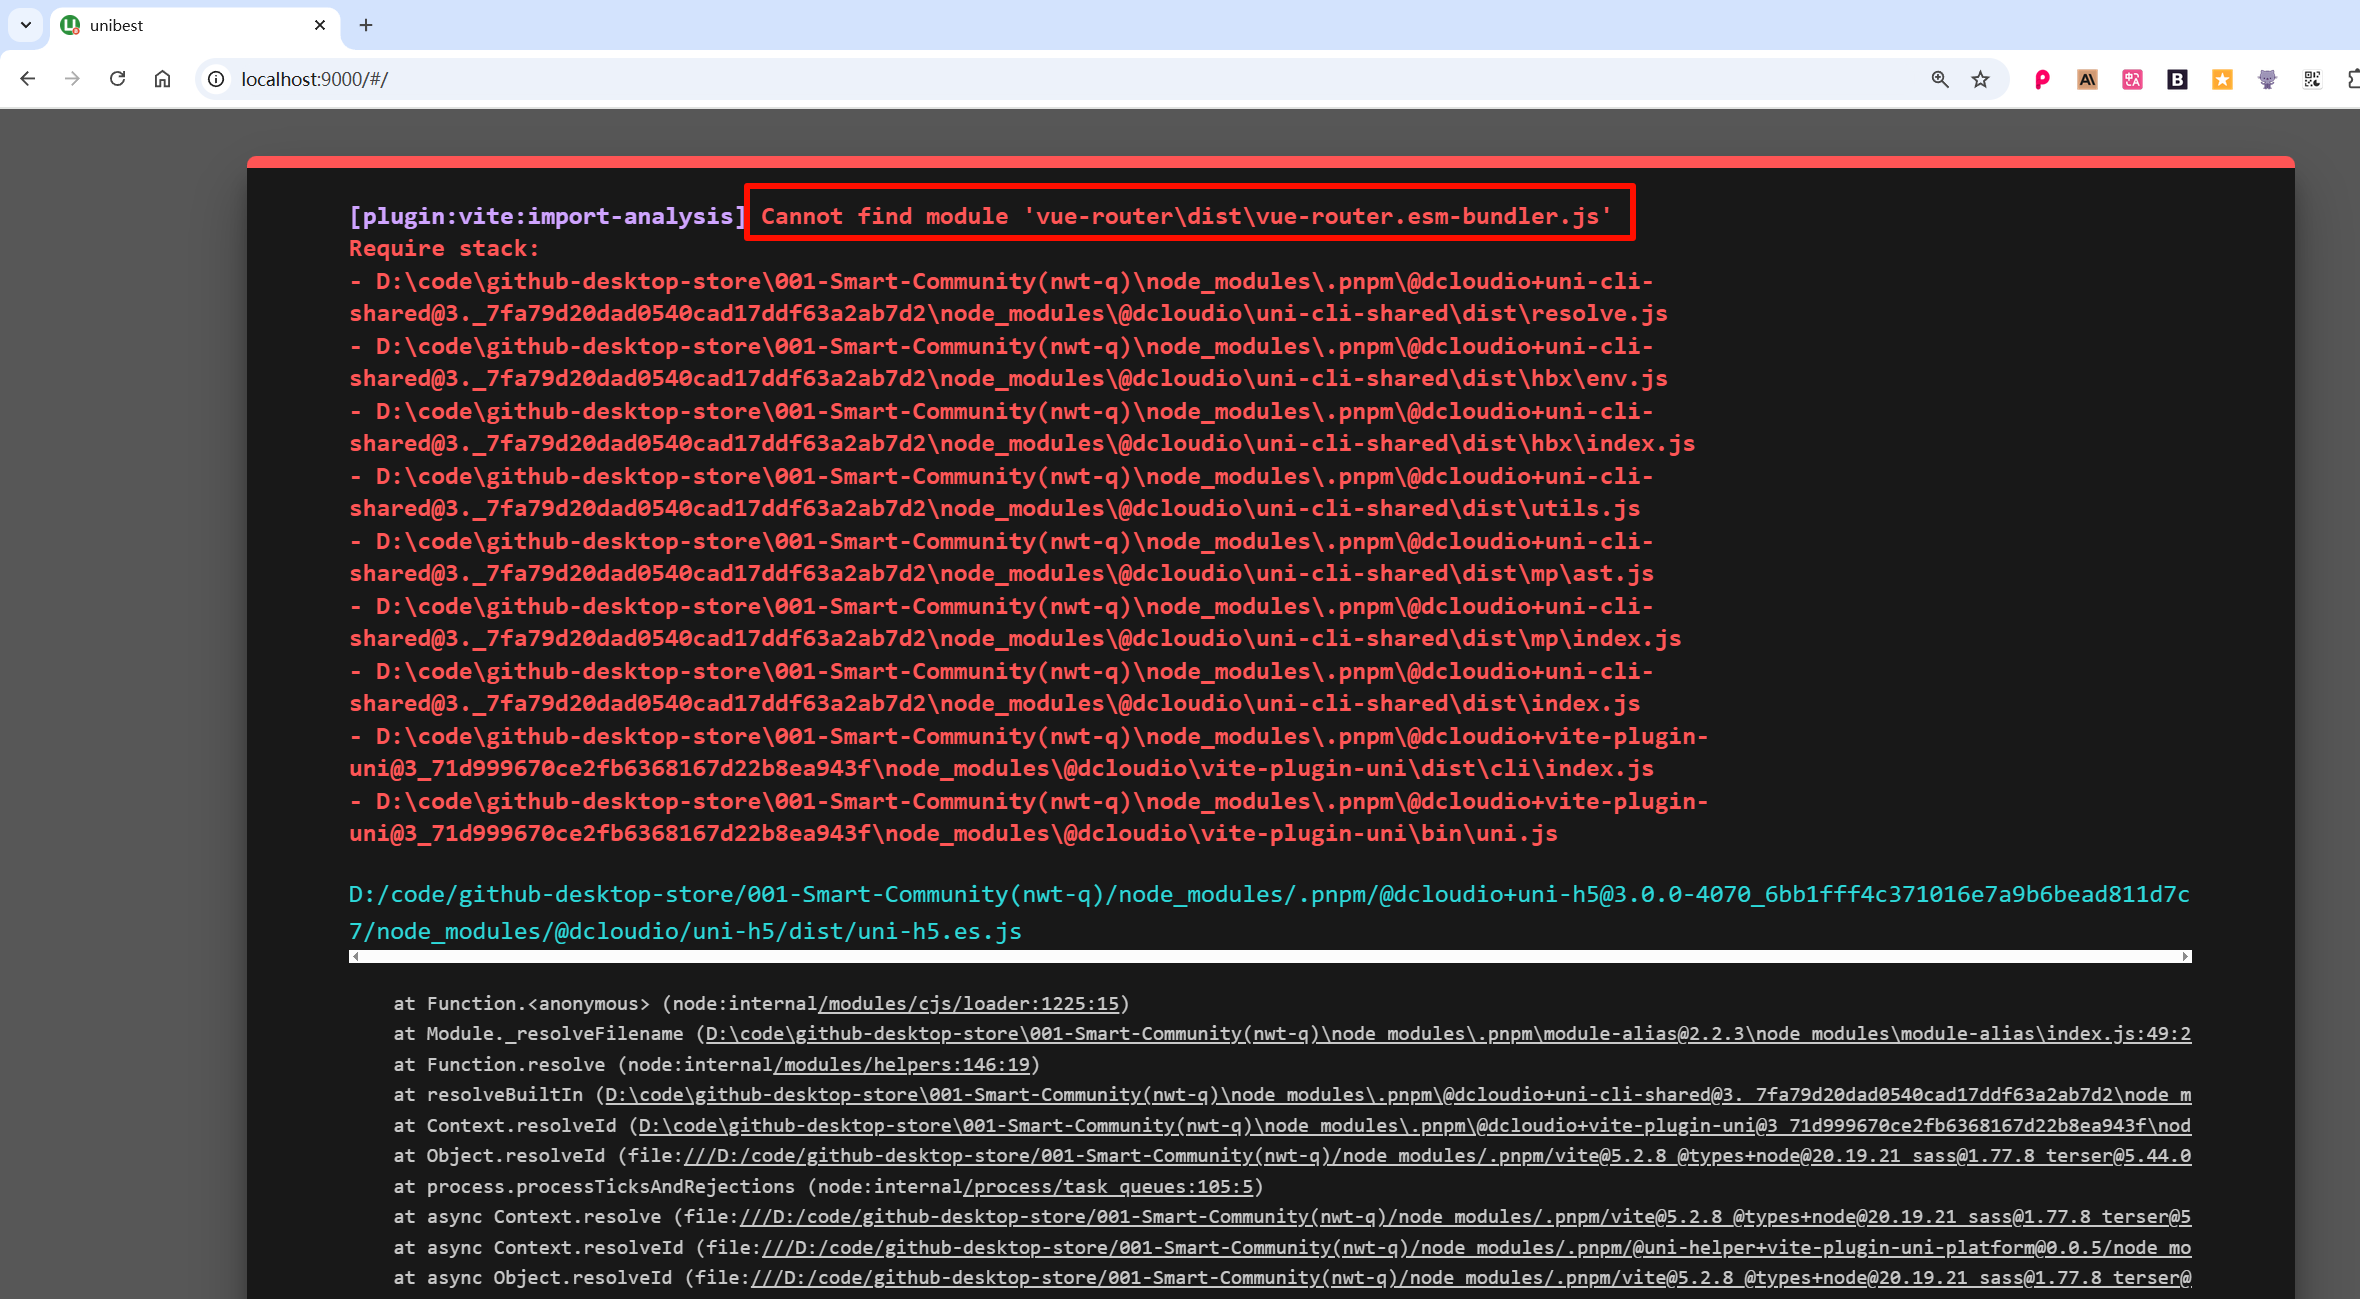 unibest
localhost:9000/#/
[plugin:vite:import-analysis] Cannot find module 'vue-router\dist\vue-router.esm-bundler.js'
Require stack:
- D:\code\github-desktop-store\001-Smart-Community(nwt-q)\node_modules\.pnpm\@dcloudio+uni-cli-
shared@3._7fa79d20dad0540cad17ddf63a2ab7d2\node_modules\@dcloudio\uni-cli-shared\dist\resolve.js
- D:\code\github-desktop-store\001-Smart-Community(nwt-q)\node_modules\.pnpm\@dcloudio+uni-cli-
shared@3._7fa79d20dad0540cad17ddf63a2ab7d2\node_modules\@dcloudio\uni-cli-shared\dist\hbx\env.js
- D:\code\github-desktop-store\001-Smart-Community(nwt-q)\node_modules\.pnpm\@dcloudio+uni-cli-
shared@3._7fa79d20dad0540cad17ddf63a2ab7d2\node_modules\@dcloudio\uni-cli-shared\dist\hbx\index.js
- D:\code\github-desktop-store\001-Smart-Community(nwt-q)\node_modules\.pnpm\@dcloudio+uni-cli-
shared@3._7fa79d20dad0540cad17ddf63a2ab7d2\node_modules\@dcloudio\uni-cli-shared\dist\utils.js
- D:\code\github-desktop-store\001-Smart-Community(nwt-q)\node_modules\.pnpm\@dcloudio+uni-cli-
shared@3._7fa79d20dad0540cad17ddf63a2ab7d2\node_modules\@dcloudio\uni-cli-shared\dist\mp\ast.js
- D:\code\github-desktop-store\001-Smart-Community(nwt-q)\node_modules\.pnpm\@dcloudio+uni-cli-
shared@3._7fa79d20dad0540cad17ddf63a2ab7d2\node_modules\@dcloudio\uni-cli-shared\dist\mp\index.js
- D:\code\github-desktop-store\001-Smart-Community(nwt-q)\node_modules\.pnpm\@dcloudio+uni-cli-
shared@3._7fa79d20dad0540cad17ddf63a2ab7d2\node_modules\@dcloudio\uni-cli-shared\dist\index.js
- D:\code\github-desktop-store\001-Smart-Community(nwt-q)\node_modules\.pnpm\@dcloudio+vite-plugin-
uni@3_71d999670ce2fb6368167d22b8ea943f\node_modules\@dcloudio\vite-plugin-uni\dist\cli\index.js
- D:\code\github-desktop-store\001-Smart-Community(nwt-q)\node_modules\.pnpm\@dcloudio+vite-plugin-
uni@3_71d999670ce2fb6368167d22b8ea943f\node_modules\@dcloudio\vite-plugin-uni\bin\uni.js
D:/code/github-desktop-store/001-Smart-Community(nwt-q)/node_modules/.pnpm/@dcloudio+uni-h5@3.0.0-4070_6bb1fff4c371016e7a9b6bead811d7c
7/node_modules/@dcloudio/uni-h5/dist/uni-h5.es.js
at Function.<anonymous> (node:internal/modules/cjs/loader:1225:15)
at Module._resolveFilename (D:\code\github-desktop-store\001-Smart-Community(nwt-q)\node_modules\.pnpm\module-alias@2.2.3\node_modules\module-alias\index.js:49:2
at Function.resolve (node:internal/modules/helpers:146:19)
at resolveBuiltIn (D:\code\github-desktop-store\001-Smart-Community(nwt-q)\node_modules\.pnpm\@dcloudio+uni-cli-shared@3._7fa79d20dad0540cad17ddf63a2ab7d2\node_m
at Context.resolveId (D:\code\github-desktop-store\001-Smart-Community(nwt-q)\node_modules\.pnpm\@dcloudio+vite-plugin-uni@3_71d999670ce2fb6368167d22b8ea943f\nod
at Object.resolveId (file:///D:/code/github-desktop-store/001-Smart-Community(nwt-q)/node_modules/.pnpm/vite@5.2.8_@types+node@20.19.21_sass@1.77.8_terser@5.44.0
at process.processTicksAndRejections (node:internal/process/task_queues:105:5)
at async Context.resolve (file:///D:/code/github-desktop-store/001-Smart-Community(nwt-q)/node_modules/.pnpm/vite@5.2.8_@types+node@20.19.21_sass@1.77.8_terser@5
at async Context.resolveId (file:///D:/code/github-desktop-store/001-Smart-Community(nwt-q)/node_modules/.pnpm/@uni-helper+vite-plugin-uni-platform@0.0.5/node_mo
at async Object.resolveId (file:///D:/code/github-desktop-store/001-Smart-Community(nwt-q)/node_modules/.pnpm/vite@5.2.8_@types+node@20.19.21_sass@1.77.8_terser@